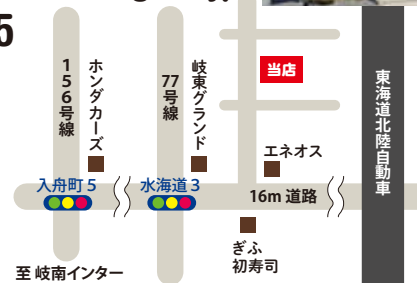 5
156号線
ホンダカーズ
77号線
岐東グランド
当店
東海道北陸自動車
エネオス
入舟町 5
水海道 3
16m 道路
ぎふ
初寿司
至 岐南インター